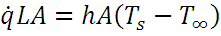 q̇LA = hA(Tₛ − T∞)